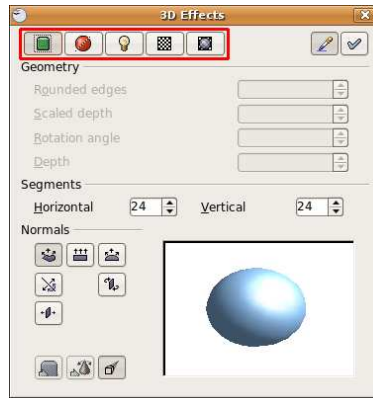 3D Effects
Geometry
Rounded edges
Scaled depth
Rotation angle
Depth
Segments
Horizontal 24 Vertical 24
Normals